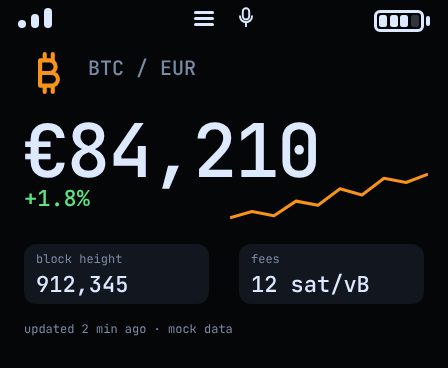 BTC / EUR
€84,210
+1.8%
block height
912,345
fees
12 sat/vB
updated 2 min ago · mock data